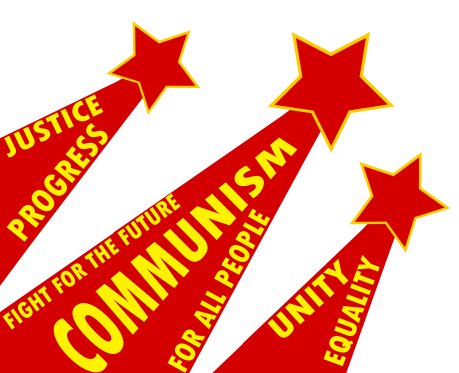 JUSTICE
PROGRESS
FIGHT FOR THE FUTURE
COMMUNISM
FOR ALL PEOPLE
UNITY
EQUALITY